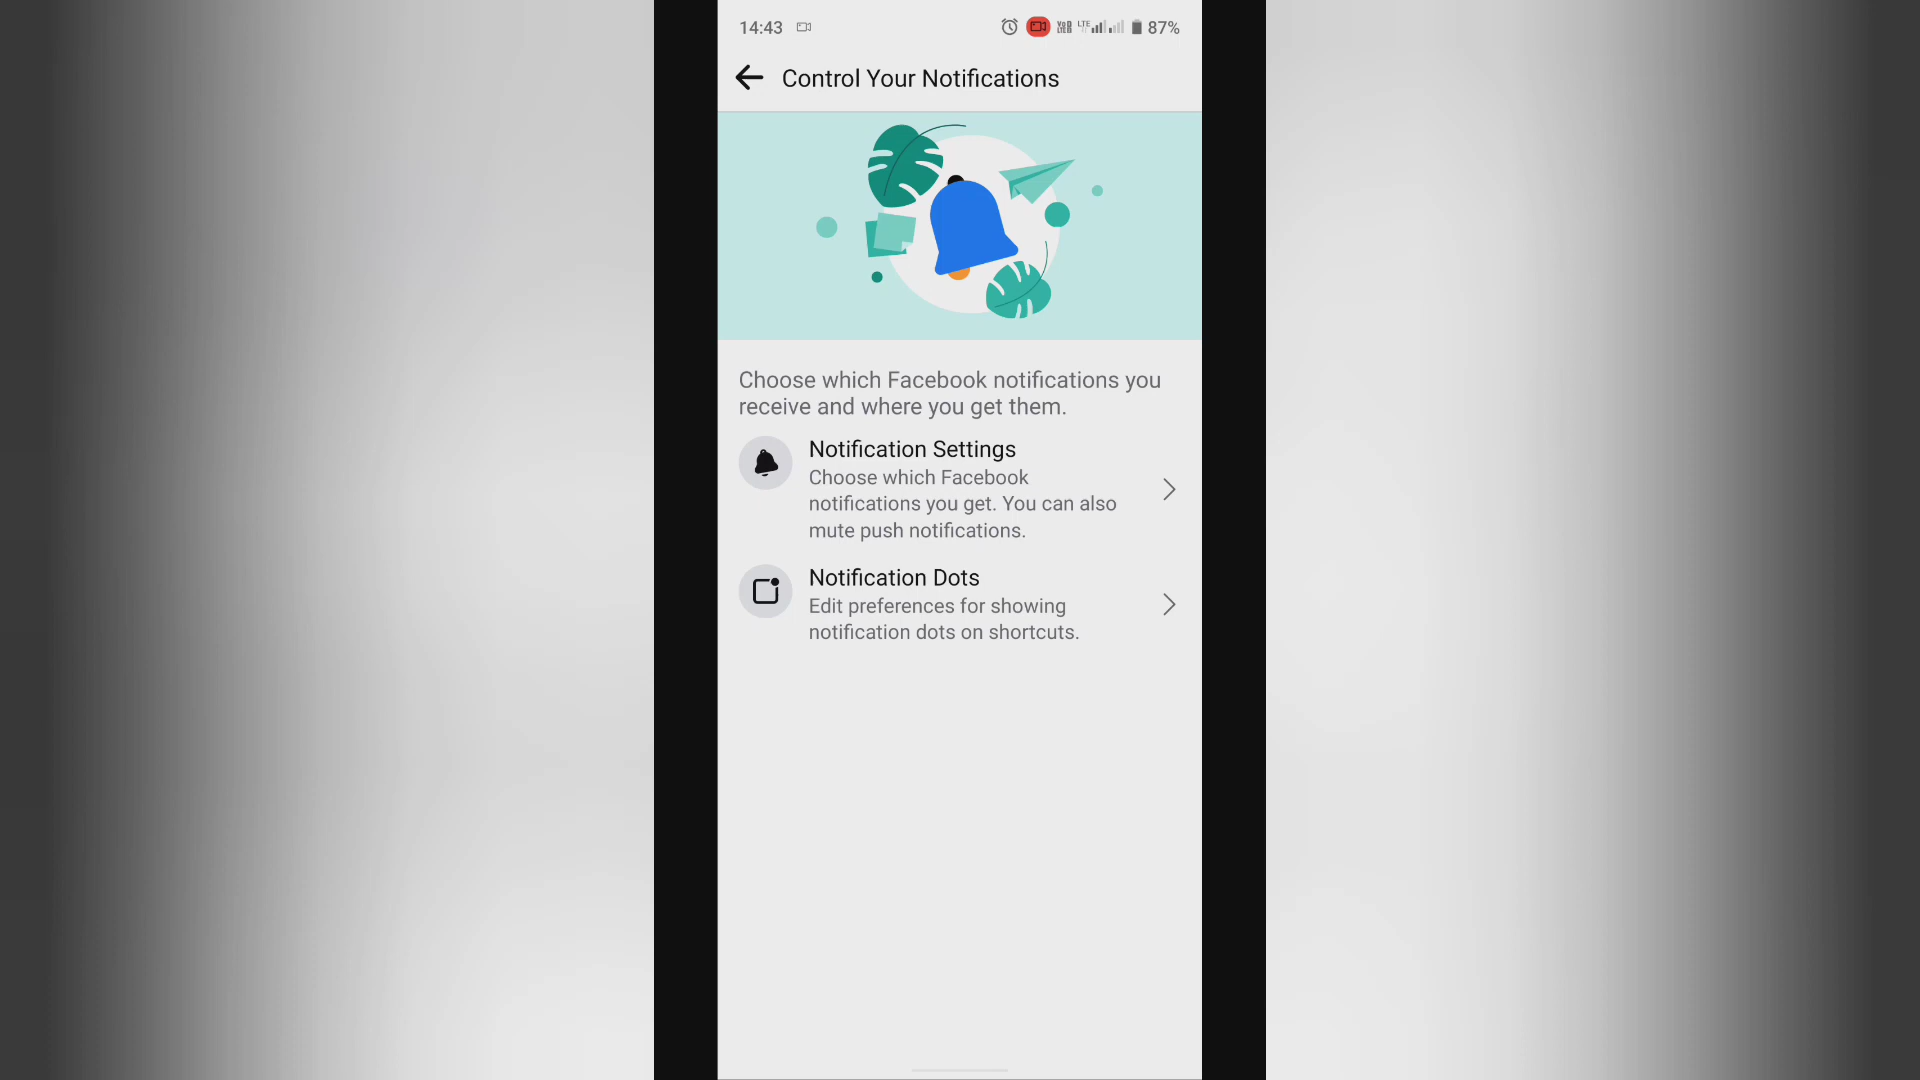 14:43
LTE
87%
Control Your Notifications
Choose which Facebook notifications you
receive and where you get them.
Notification Settings
Choose which Facebook
notifications you get. You can also
mute push notifications.
Notification Dots
Edit preferences for showing
notification dots on shortcuts.